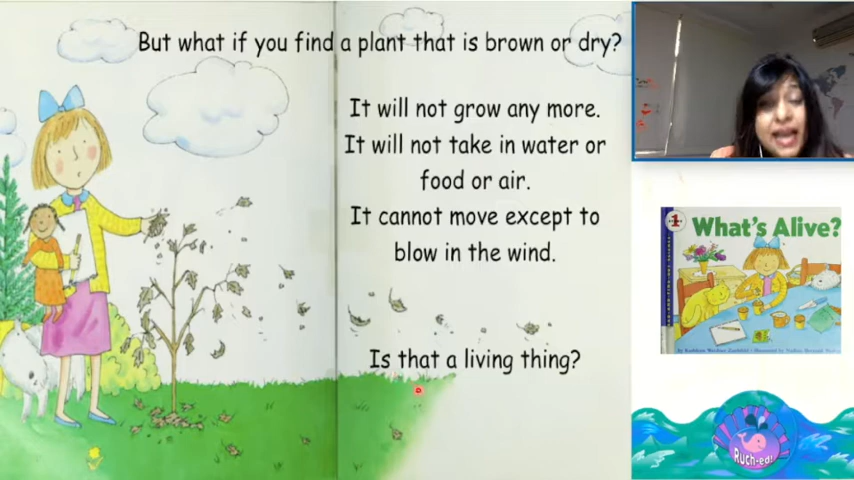 But what if you find a plant that is brown or dry?
It will not grow any more.
It will not take in water or
food or air.
It cannot move except to
blow in the wind.
Is that a living thing?
1
What's Alive?
Ruch-ed!